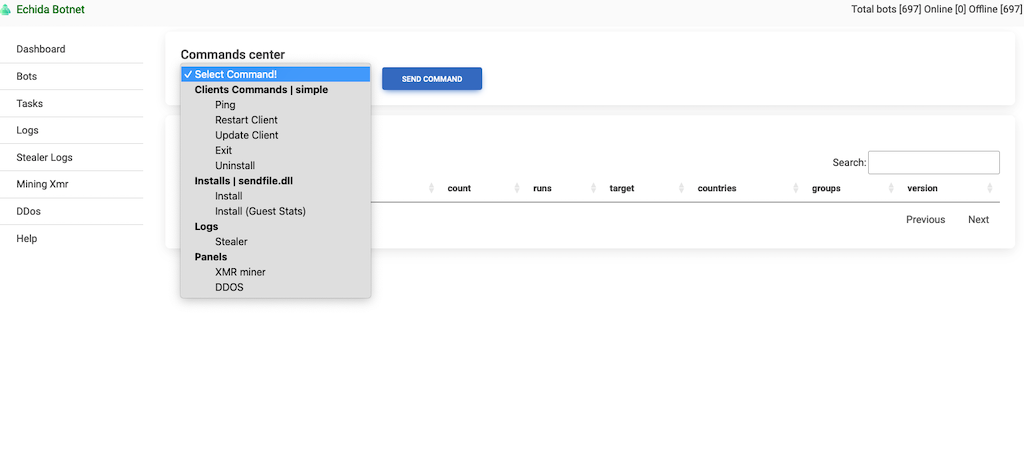 Echida Botnet
Total bots [697] Online [0] Offline [697]
Dashboard
Bots
Tasks
Logs
Stealer Logs
Mining Xmr
DDos
Help
Commands center
✓ Select Command!
Clients Commands | simple
Ping
Restart Client
Update Client
Exit
Uninstall
Installs | sendfile.dll
Install
Install (Guest Stats)
Logs
Stealer
Panels
XMR miner
DDOS
SEND COMMAND
Search:
count runs target countries groups version
Previous Next